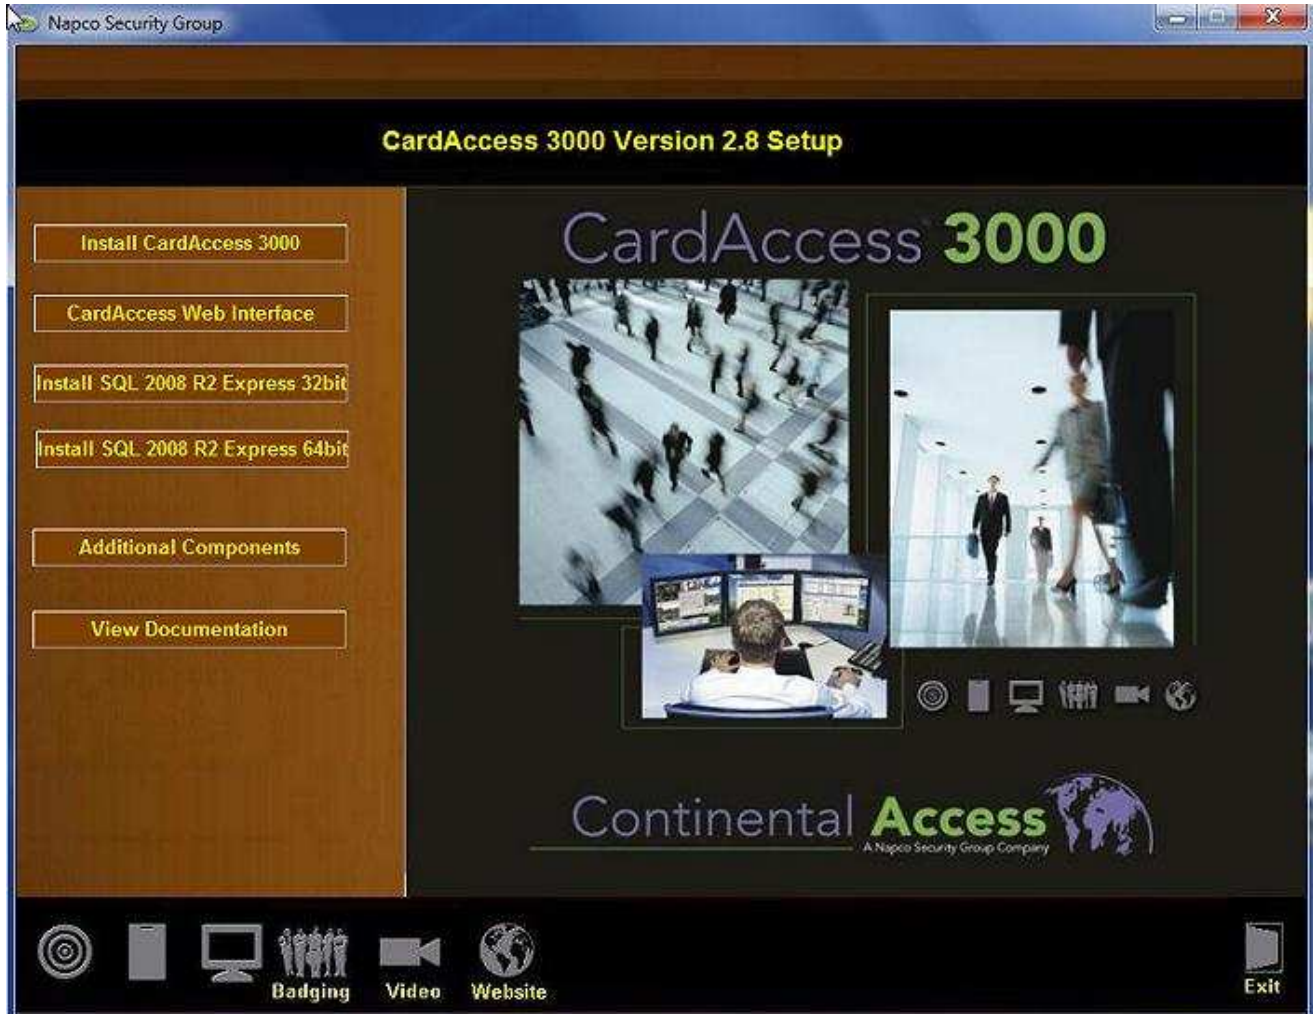 Napco Security Group
CardAccess 3000 Version 2.8 Setup
Install CardAccess 3000
CardAccess Web Interface
Install SQL 2008 R2 Express 32bit
Install SQL 2008 R2 Express 64bit
Additional Components
View Documentation
CardAccess 3000
Continental Access
A Napco Security Group Company
Badging
Video
Website
Exit